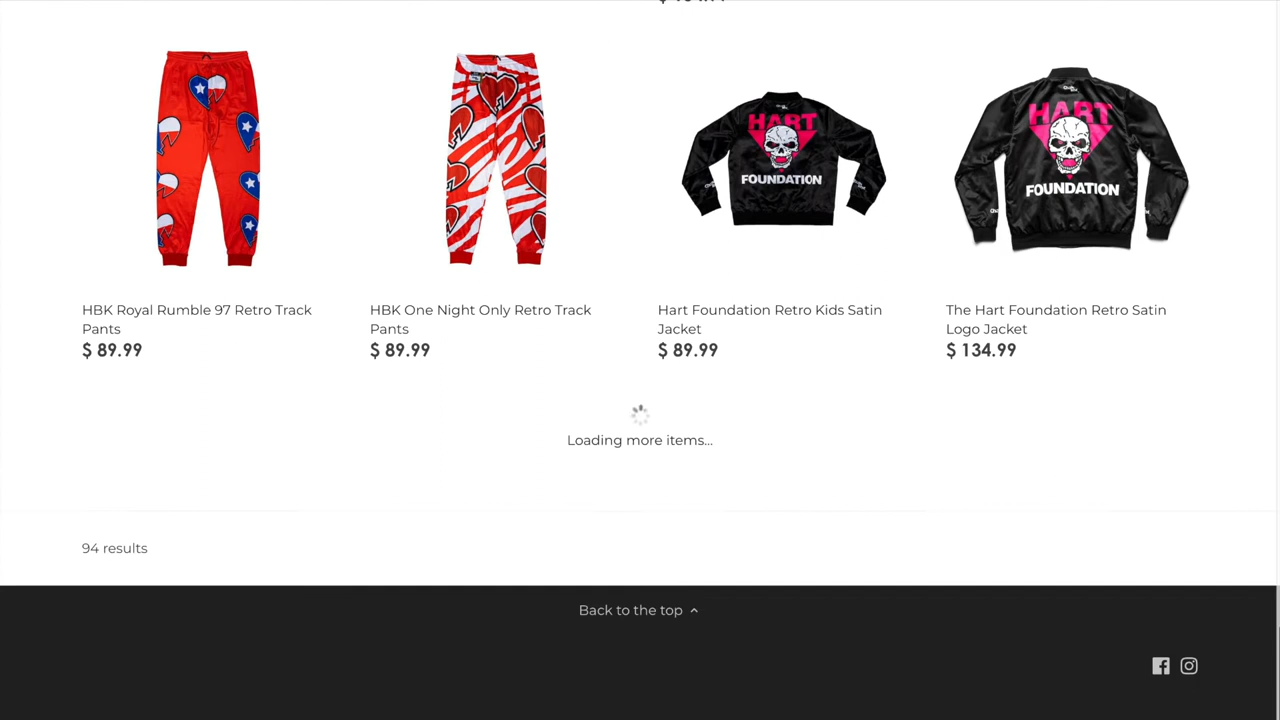 HART
FOUNDATION
HART
FOUNDATION
HBK Royal Rumble 97 Retro Track
Pants
$ 89.99
HBK One Night Only Retro Track
Pants
$ 89.99
Hart Foundation Retro Kids Satin
Jacket
$ 89.99
The Hart Foundation Retro Satin
Logo Jacket
$ 134.99
Loading more items...
94 results
Back to the top